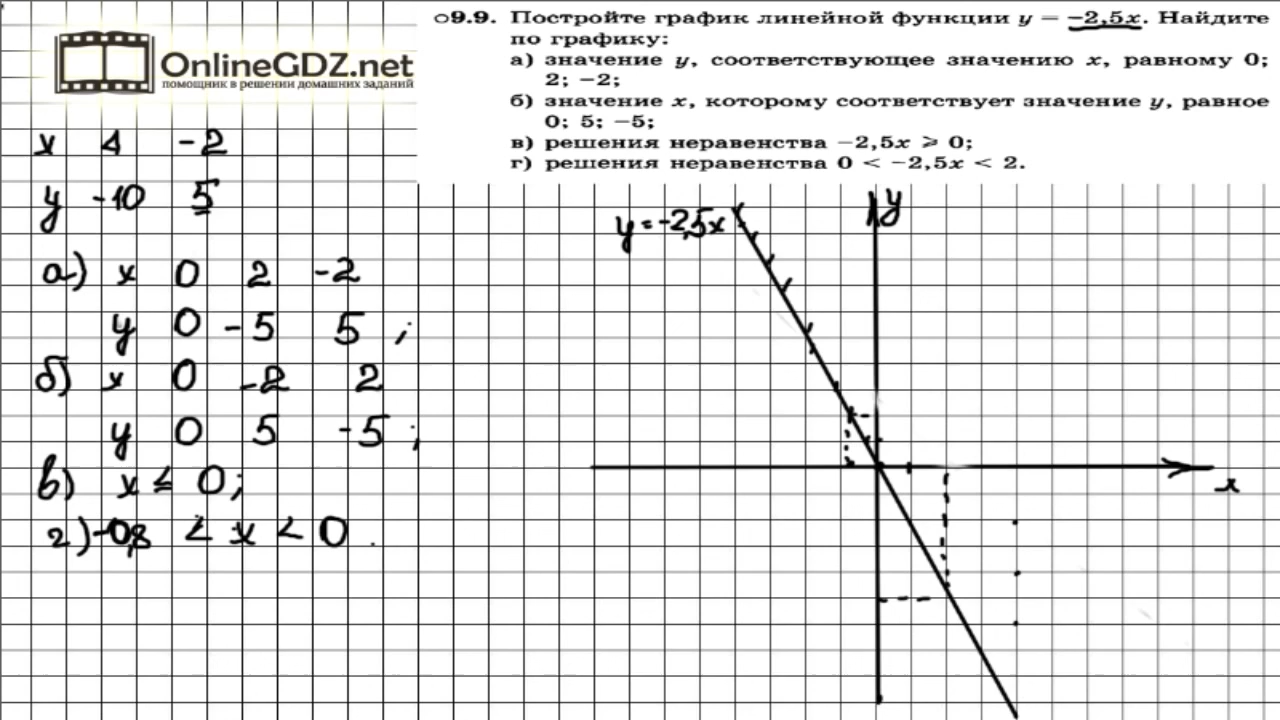 ○9.9. Постройте график линейной функции y = −2,5x. Найдите
по графику:
а) значение y, соответствующее значению x, равному 0;
2; −2;
б) значение x, которому соответствует значение y, равное
0; 5; −5;
в) решения неравенства −2,5x ⩾ 0;
г) решения неравенства 0 < −2,5x < 2.
OnlineGDZ.net
помощник в решении домашних заданий
x 4 -2
y -10 5
а) x 0 2 -2
y 0 -5 5 ;
б) x 0 -2 2
y 0 5 -5 ;
в) x ≤ 0;
г) -0,8 < x < 0 .
y = -2,5x
y
x